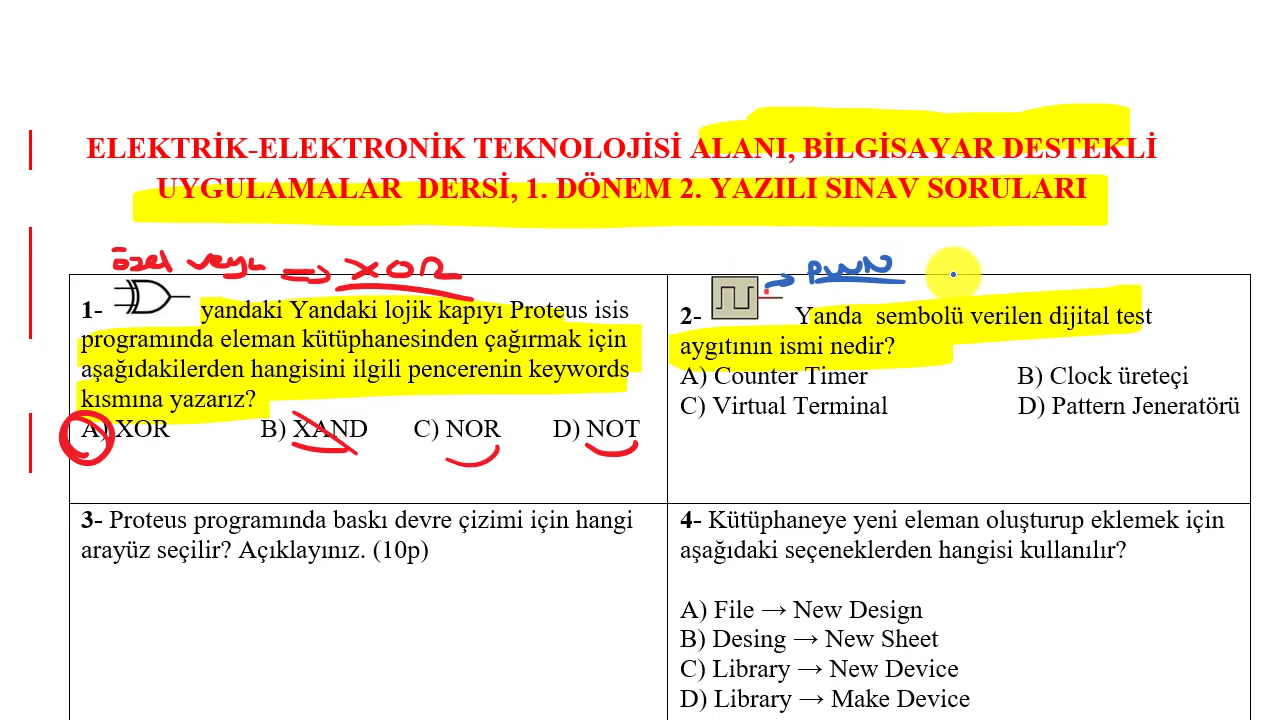 ELEKTRİK-ELEKTRONİK TEKNOLOJİSİ ALANI, BİLGİSAYAR DESTEKLİ
UYGULAMALAR DERSİ, 1. DÖNEM 2. YAZILI SINAV SORULARI
özel veya => XOR
1- yandaki Yandaki lojik kapıyı Proteus isis
programında eleman kütüphanesinden çağırmak için
aşağıdakilerden hangisini ilgili pencerenin keywords
kısmına yazarız?
A) XOR B) XAND C) NOR D) NOT
→ PWN
2- Yanda sembolü verilen dijital test
aygıtının ismi nedir?
A) Counter Timer B) Clock üreteçi
C) Virtual Terminal D) Pattern Jeneratörü
3- Proteus programında baskı devre çizimi için hangi
arayüz seçilir? Açıklayınız. (10p)
4- Kütüphaneye yeni eleman oluşturup eklemek için
aşağıdaki seçeneklerden hangisi kullanılır?
A) File → New Design
B) Desing → New Sheet
C) Library → New Device
D) Library → Make Device